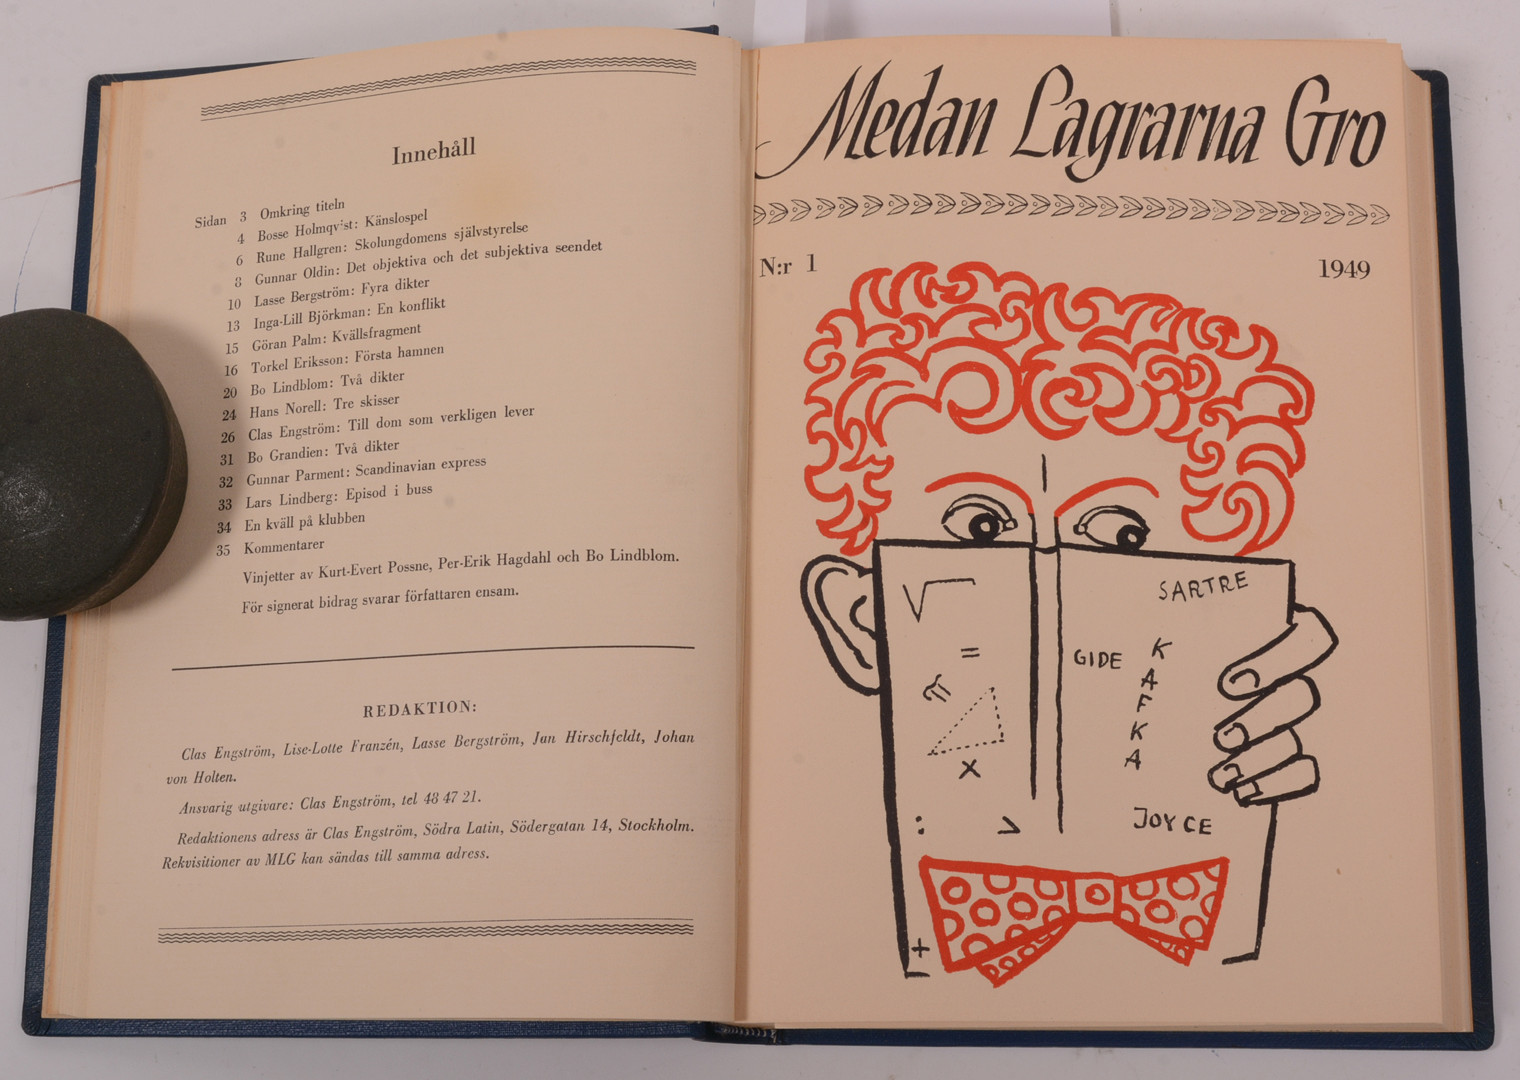 Innehåll
Sidan 3 Omkring titeln
4 Bosse Holmqvist: Känslospel
6 Rune Hallgren: Skolungdomens självstyrelse
8 Gunnar Oldin: Det objektiva och det subjektiva seendet
10 Lasse Bergström: Fyra dikter
13 Inga-Lill Björkman: En konflikt
15 Göran Palm: Kvällsfragment
16 Torkel Eriksson: Första hamnen
20 Bo Lindblom: Två dikter
24 Hans Norell: Tre skisser
26 Clas Engström: Till dom som verkligen lever
31 Bo Grandien: Två dikter
32 Gunnar Parment: Scandinavian express
33 Lars Lindberg: Episod i buss
34 En kväll på klubben
35 Kommentarer
Vinjetter av Kurt-Evert Possne, Per-Erik Hagdahl och Bo Lindblom.
För signerat bidrag svarar författaren ensam.
REDAKTION:
Clas Engström, Lise-Lotte Franzén, Lasse Bergström, Jan Hirschfeldt, Johan
von Holten.
Ansvarig utgivare: Clas Engström, tel 48 47 21.
Redaktionens adress är Clas Engström, Södra Latin, Södergatan 14, Stockholm.
Rekvisitioner av MLG kan sändas till samma adress.
Medan Lagrarna Gro
N:r 1 1949
√
=
π
x
: >
+
SARTRE
GIDE
KAFKA
JOYCE